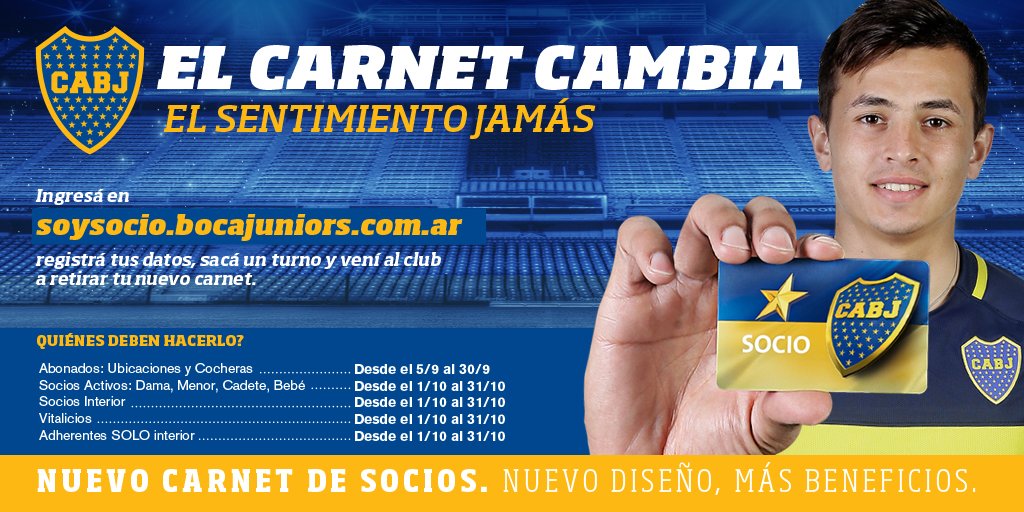 CABJ
EL CARNET CAMBIA
EL SENTIMIENTO JAMÁS
Ingresá en
soysocio.bocajuniors.com.ar
registrá tus datos, sacá un turno y vení al club
a retirar tu nuevo carnet.
CABJ
SOCIO
CABJ
QUIÉNES DEBEN HACERLO?
Abonados: Ubicaciones y Cocheras .................... Desde el 5/9 al 30/9
Socios Activos: Dama, Menor, Cadete, Bebé .......... Desde el 1/10 al 31/10
Socios Interior ........................................................ Desde el 1/10 al 31/10
Vitalicios ................................................................ Desde el 1/10 al 31/10
Adherentes SOLO interior ..................................... Desde el 1/10 al 31/10
NUEVO CARNET DE SOCIOS. NUEVO DISEÑO, MÁS BENEFICIOS.